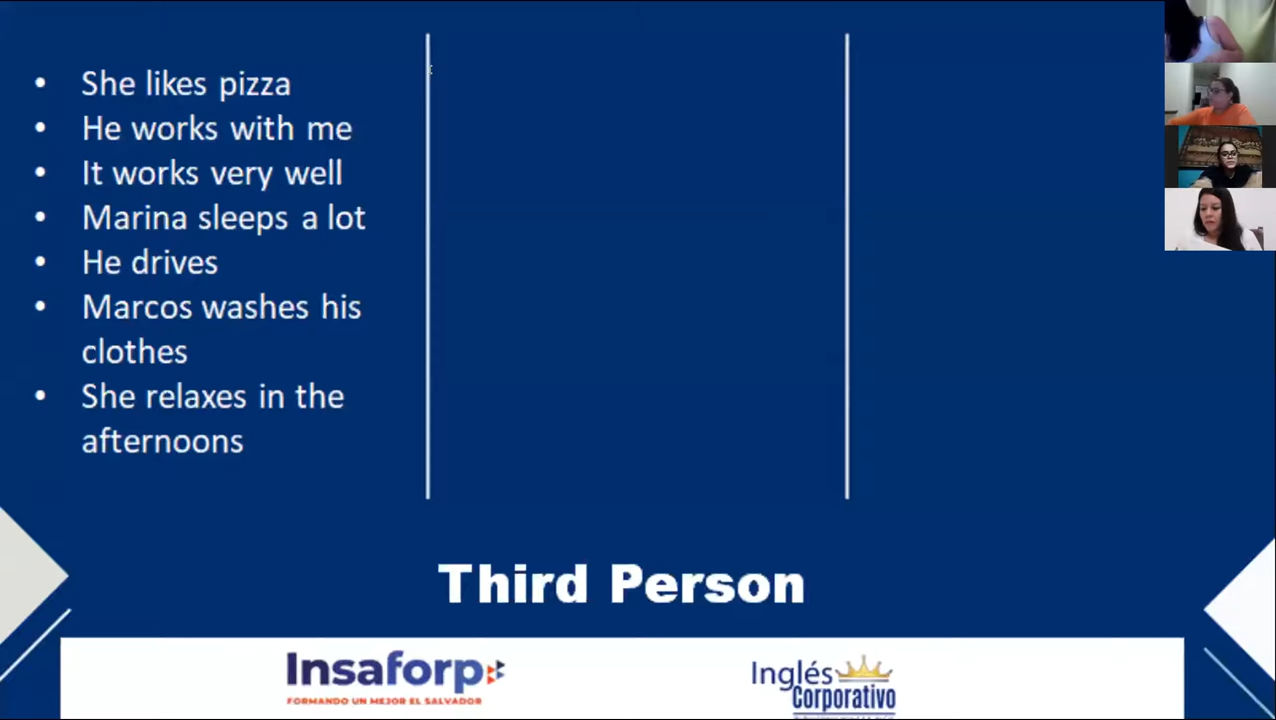 • She likes pizza
• He works with me
• It works very well
• Marina sleeps a lot
• He drives
• Marcos washes his
clothes
• She relaxes in the
afternoons
Third Person
Insaforp
FORMANDO UN MEJOR EL SALVADOR
Inglés
Corporativo